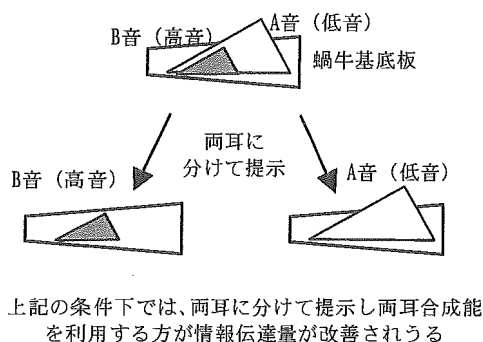 A音（低音）
B音（高音）
蝸牛基底板
両耳に
分けて提示
B音（高音）
A音（低音）
上記の条件下では、両耳に分けて提示し両耳合成能
を利用する方が情報伝達量が改善されうる